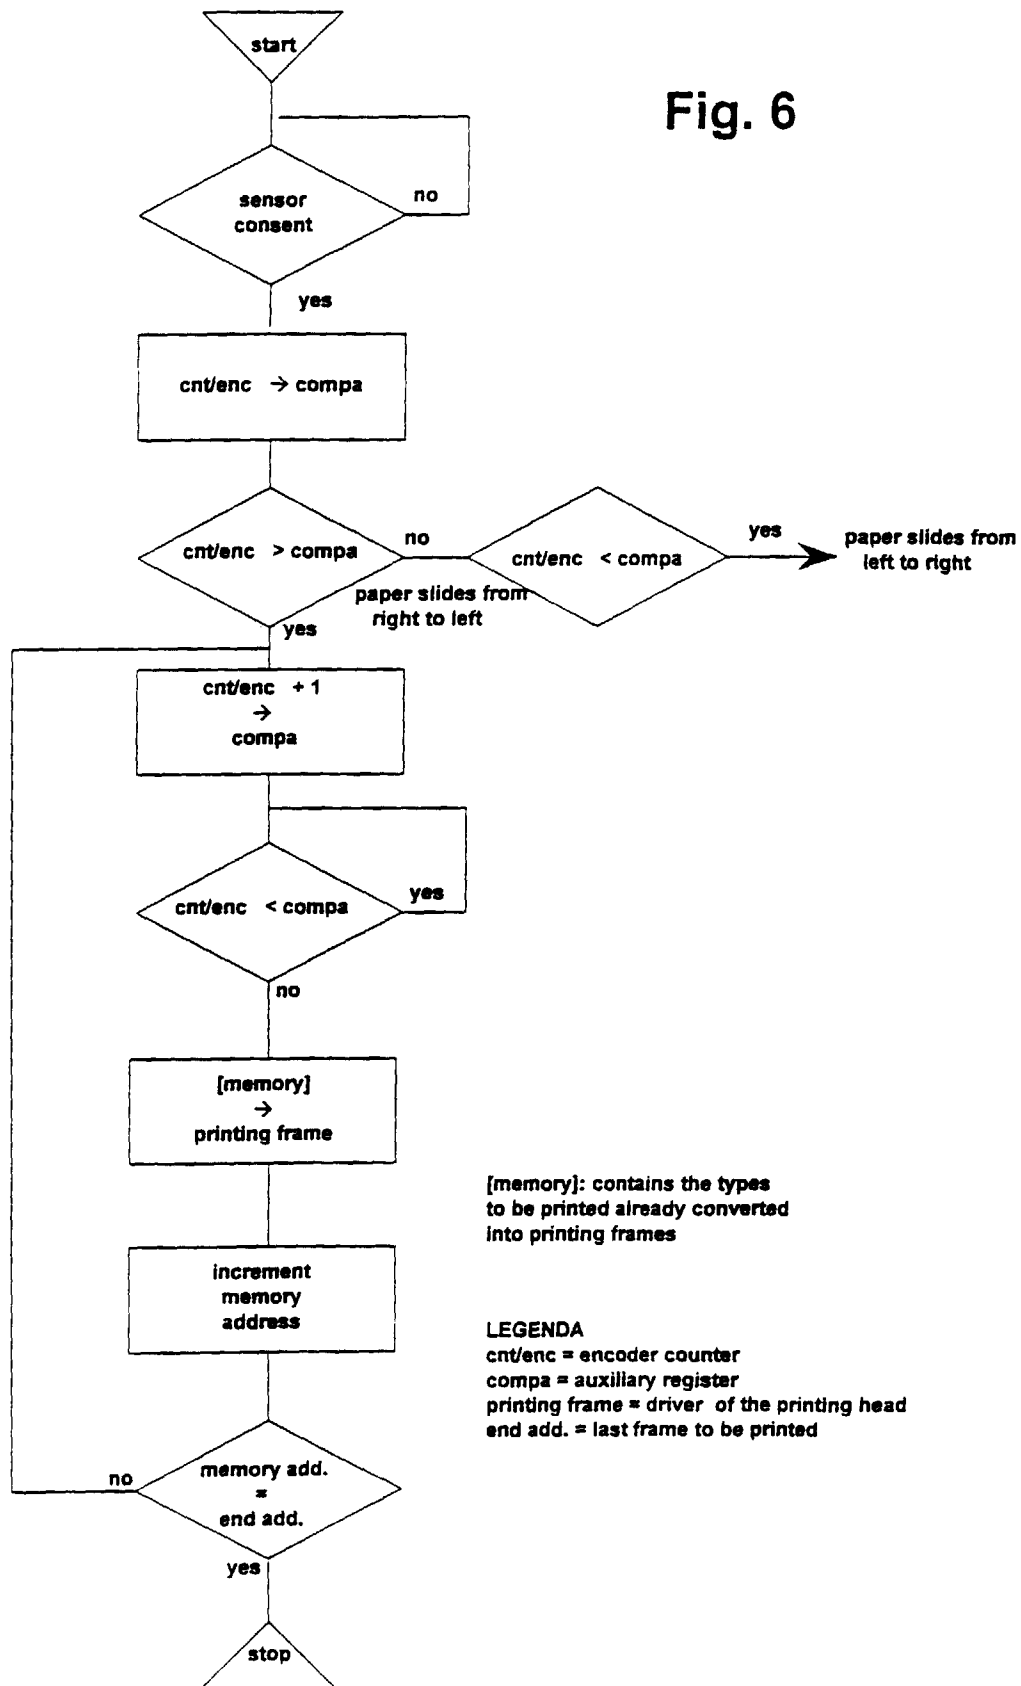 start
Fig. 6
sensor
consent
no
yes
cnt/enc → compa
cnt/enc > compa
no
cnt/enc < compa
yes
paper slides from
left to right
paper slides from
right to left
yes
cnt/enc + 1
→
compa
cnt/enc < compa
yes
no
[memory]
→
printing frame
[memory]: contains the types
to be printed already converted
into printing frames
increment
memory
address
LEGENDA
cnt/enc = encoder counter
compa = auxiliary register
printing frame = driver of the printing head
end add. = last frame to be printed
memory add.
=
end add.
no
yes
stop